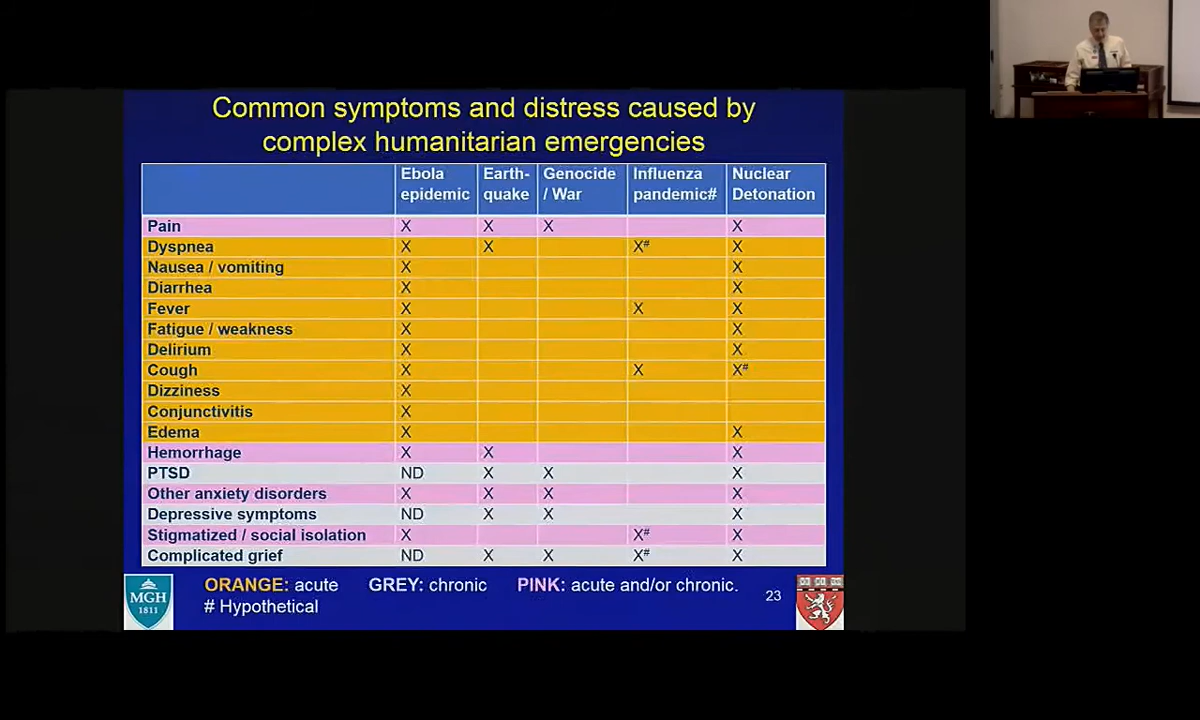 Common symptoms and distress caused by
complex humanitarian emergencies
Ebola epidemic Earth-quake Genocide / War Influenza pandemic# Nuclear Detonation
Pain X X X X
Dyspnea X X X# X
Nausea / vomiting X X
Diarrhea X X
Fever X X X
Fatigue / weakness X X
Delirium X X
Cough X X X#
Dizziness X
Conjunctivitis X
Edema X X
Hemorrhage X X X
PTSD ND X X X
Other anxiety disorders X X X X
Depressive symptoms ND X X X
Stigmatized / social isolation X X# X
Complicated grief ND X X X# X
ORANGE: acute GREY: chronic PINK: acute and/or chronic.
# Hypothetical
23
MGH
1811